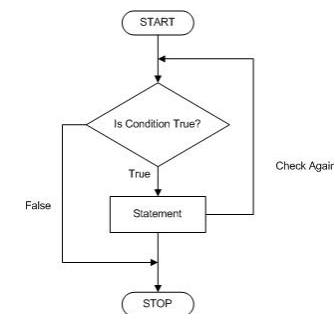 START
Is Condition True?
True
Check Again
False
Statement
STOP